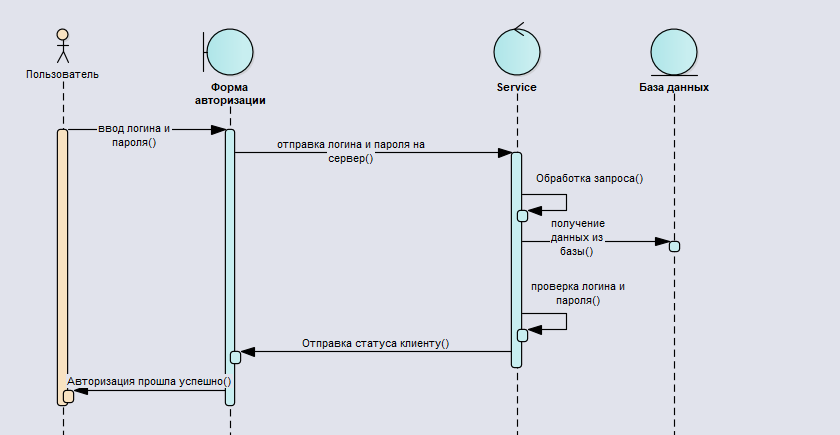 Пользователь
Форма
авторизации
Service
База данных
ввод логина и
пароля()
отправка логина и пароля на
сервер()
Обработка запроса()
получение
данных из
базы()
проверка логина и
пароля()
Отправка статуса клиенту()
Авторизация прошла успешно()